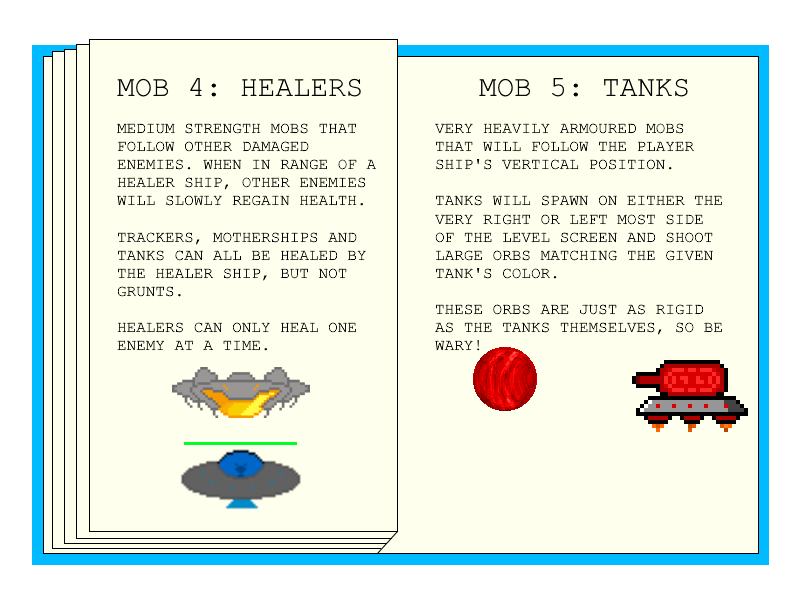 MOB 4: HEALERS
MEDIUM STRENGTH MOBS THAT
FOLLOW OTHER DAMAGED
ENEMIES. WHEN IN RANGE OF A
HEALER SHIP, OTHER ENEMIES
WILL SLOWLY REGAIN HEALTH.
TRACKERS, MOTHERSHIPS AND
TANKS CAN ALL BE HEALED BY
THE HEALER SHIP, BUT NOT
GRUNTS.
HEALERS CAN ONLY HEAL ONE
ENEMY AT A TIME.
MOB 5: TANKS
VERY HEAVILY ARMOURED MOBS
THAT WILL FOLLOW THE PLAYER
SHIP'S VERTICAL POSITION.
TANKS WILL SPAWN ON EITHER THE
VERY RIGHT OR LEFT MOST SIDE
OF THE LEVEL SCREEN AND SHOOT
LARGE ORBS MATCHING THE GIVEN
TANK'S COLOR.
THESE ORBS ARE JUST AS RIGID
AS THE TANKS THEMSELVES, SO BE
WARY!